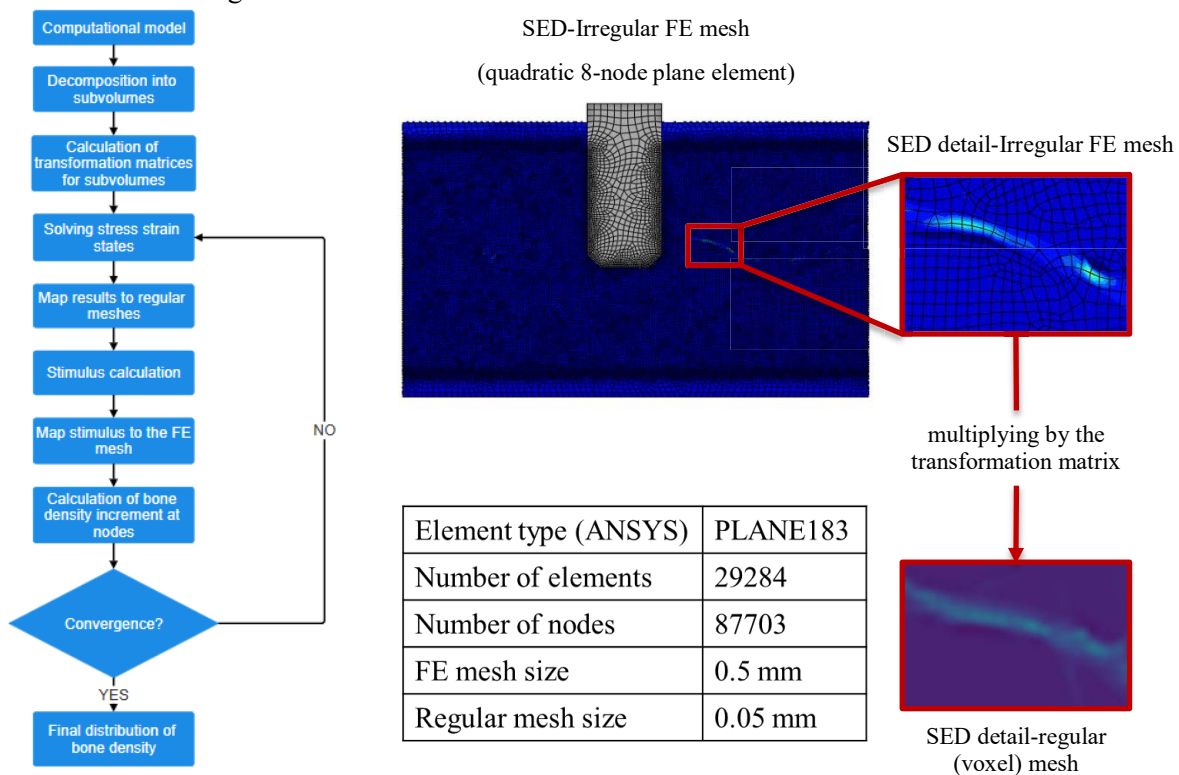 Computational model
Decomposition into
subvolumes
Calculation of
transformation matrices
for subvolumes
Solving stress strain
states
Map results to regular
meshes
Stimulus calculation
Map stimulus to the FE
mesh
Calculation of bone
density increment at
nodes
Convergence?
NO
YES
Final distribution of
bone density
SED-Irregular FE mesh
(quadratic 8-node plane element)
SED detail-Irregular FE mesh
multiplying by the
transformation matrix
Element type (ANSYS) PLANE183
Number of elements 29284
Number of nodes 87703
FE mesh size 0.5 mm
Regular mesh size 0.05 mm
SED detail-regular
(voxel) mesh